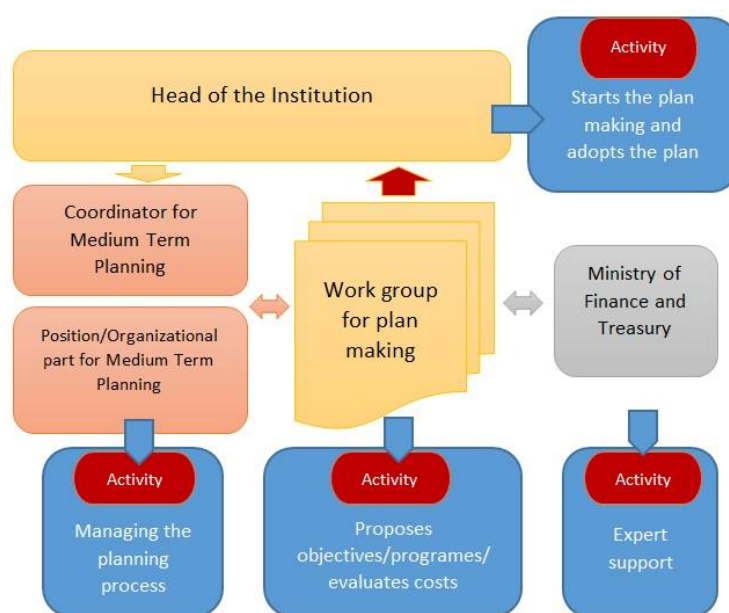 Head of the Institution
Activity
Starts the plan
making and
adopts the plan
Coordinator for
Medium Term
Planning
Position/Organizational
part for Medium Term
Planning
Work group
for plan
making
Ministry of
Finance and
Treasury
Activity
Managing the
planning
process
Activity
Proposes
objectives/programes/
evaluates costs
Activity
Expert
support